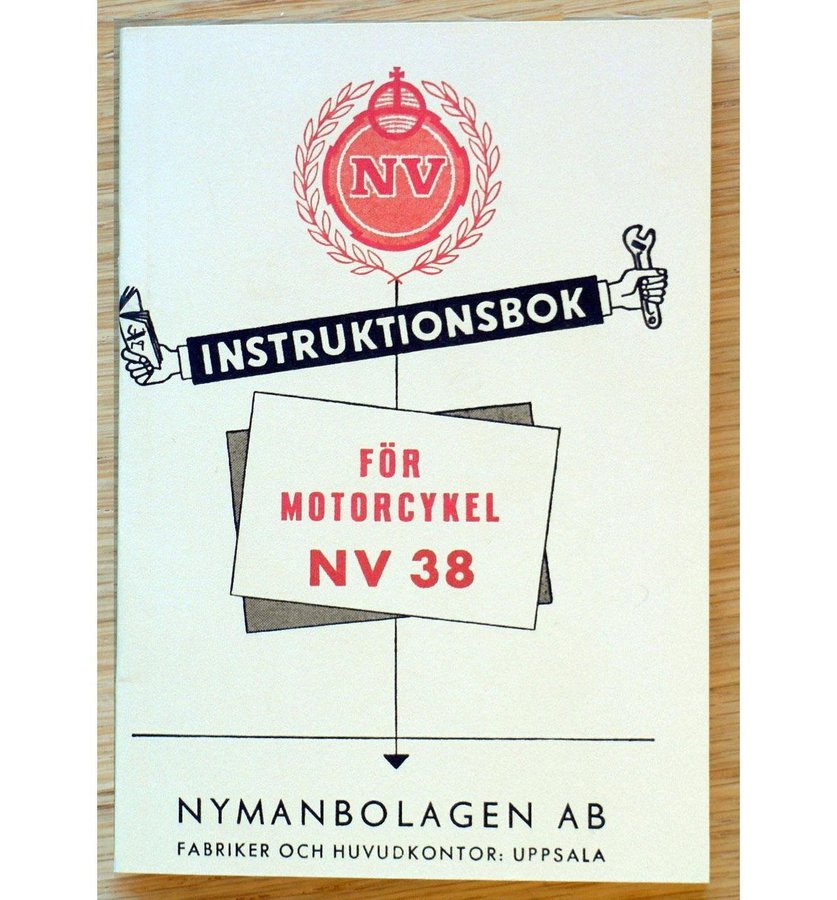 NV
INSTRUKTIONSBOK
FÖR
MOTORCYKEL
NV 38
NYMANBOLAGEN AB
FABRIKER OCH HUVUDKONTOR: UPPSALA